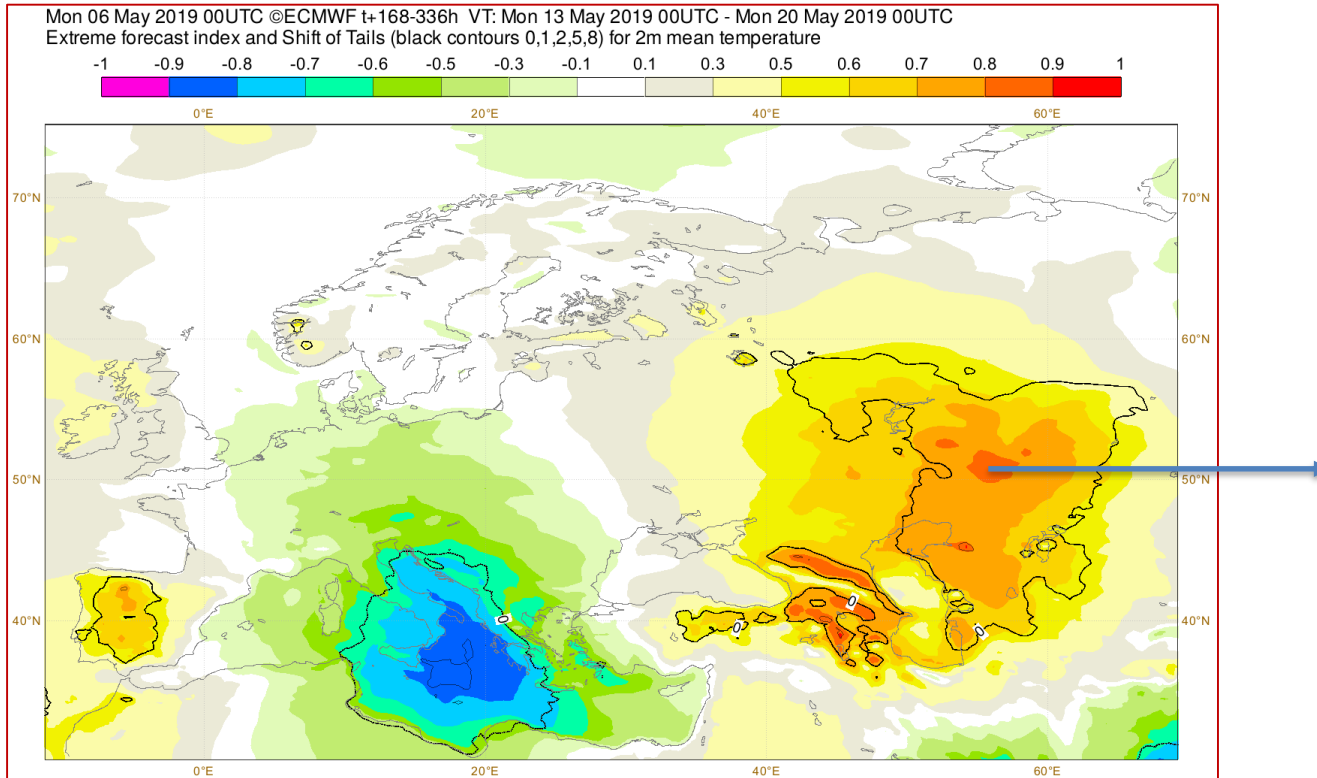 Mon 06 May 2019 00UTC ©ECMWF t+168-336h VT: Mon 13 May 2019 00UTC - Mon 20 May 2019 00UTC
Extreme forecast index and Shift of Tails (black contours 0,1,2,5,8) for 2m mean temperature
-1 -0.9 -0.8 -0.7 -0.6 -0.5 -0.3 -0.1 0.1 0.3 0.5 0.6 0.7 0.8 0.9 1
0°E 20°E 40°E 60°E
70°N 70°N
60°N 60°N
50°N 50°N
0
40°N 0 0 0 40°N
0°E 20°E 40°E 60°E